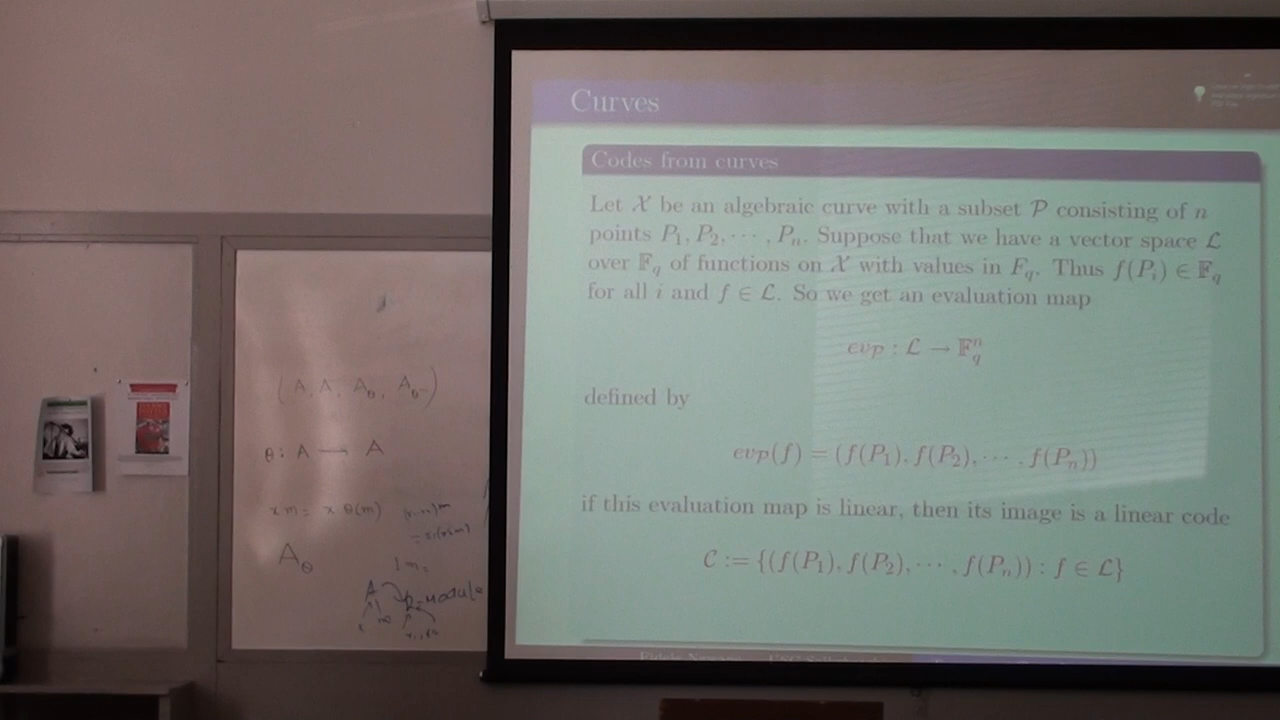 Curves
Codes from curves
Let 𝒳 be an algebraic curve with a subset 𝒫 consisting of n
points P₁, P₂, ⋯ , Pₙ. Suppose that we have a vector space ℒ
over 𝔽_q of functions on 𝒳 with values in F_q. Thus f(P_i) ∈ 𝔽_q
for all i and f ∈ ℒ. So we get an evaluation map
ev_P : ℒ → 𝔽_q^n
defined by
ev_P(f) = (f(P₁), f(P₂), ⋯ , f(Pₙ))
if this evaluation map is linear, then its image is a linear code
𝒞 := {(f(P₁), f(P₂), ⋯ , f(Pₙ)) : f ∈ ℒ}
θ : A → A
x m = x θ(m)
A_θ
1 m =
A
module